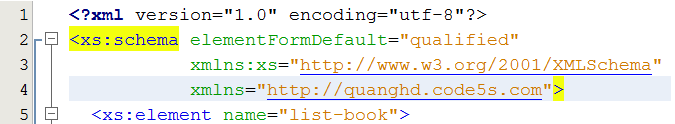 1 <?xml version="1.0" encoding="utf-8"?>
2 <xs:schema elementFormDefault="qualified"
3 xmlns:xs="http://www.w3.org/2001/XMLSchema"
4 xmlns="http://quanghd.code5s.com">
5 <xs:element name="list-book">